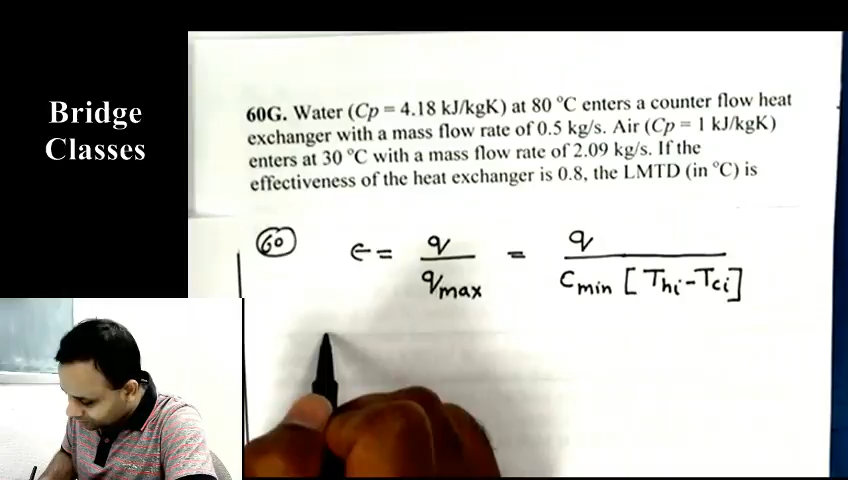 Bridge
Classes
60G. Water (Cp = 4.18 kJ/kgK) at 80 °C enters a counter flow heat
exchanger with a mass flow rate of 0.5 kg/s. Air (Cp = 1 kJ/kgK)
enters at 30 °C with a mass flow rate of 2.09 kg/s. If the
effectiveness of the heat exchanger is 0.8, the LMTD (in °C) is
60 ∈ = q / qmax = q / Cmin [Thi - Tci]